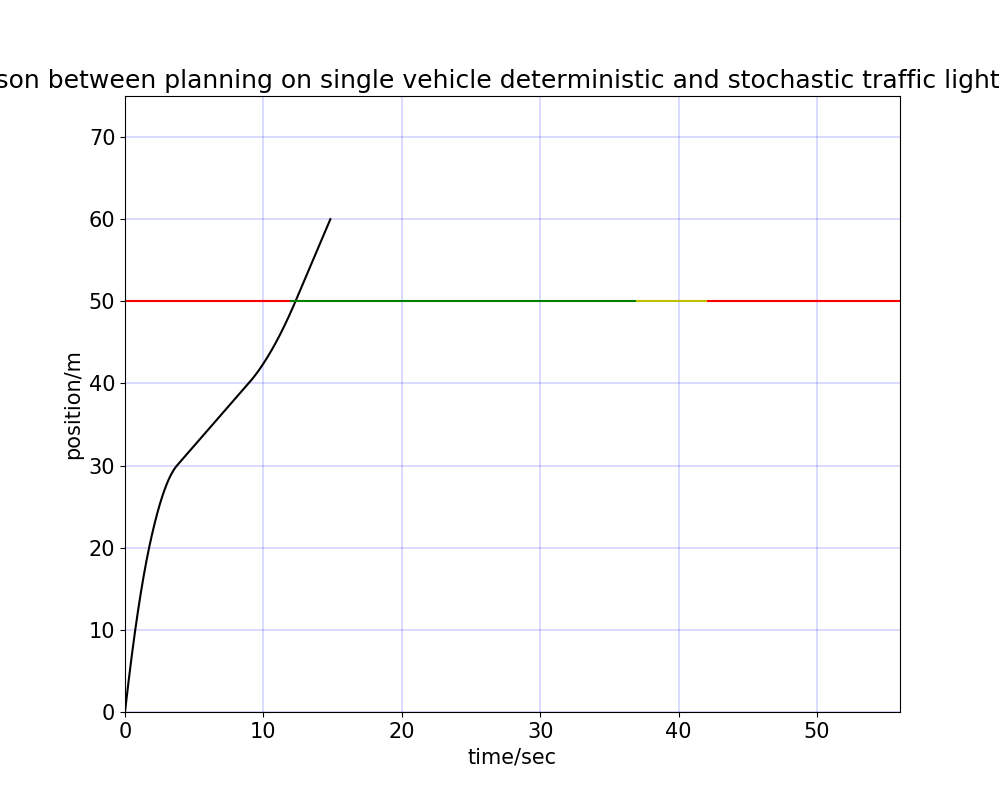 son between planning on single vehicle deterministic and stochastic traffic light
70
60
50
40
30
20
10
0
position/m
0 10 20 30 40 50
time/sec